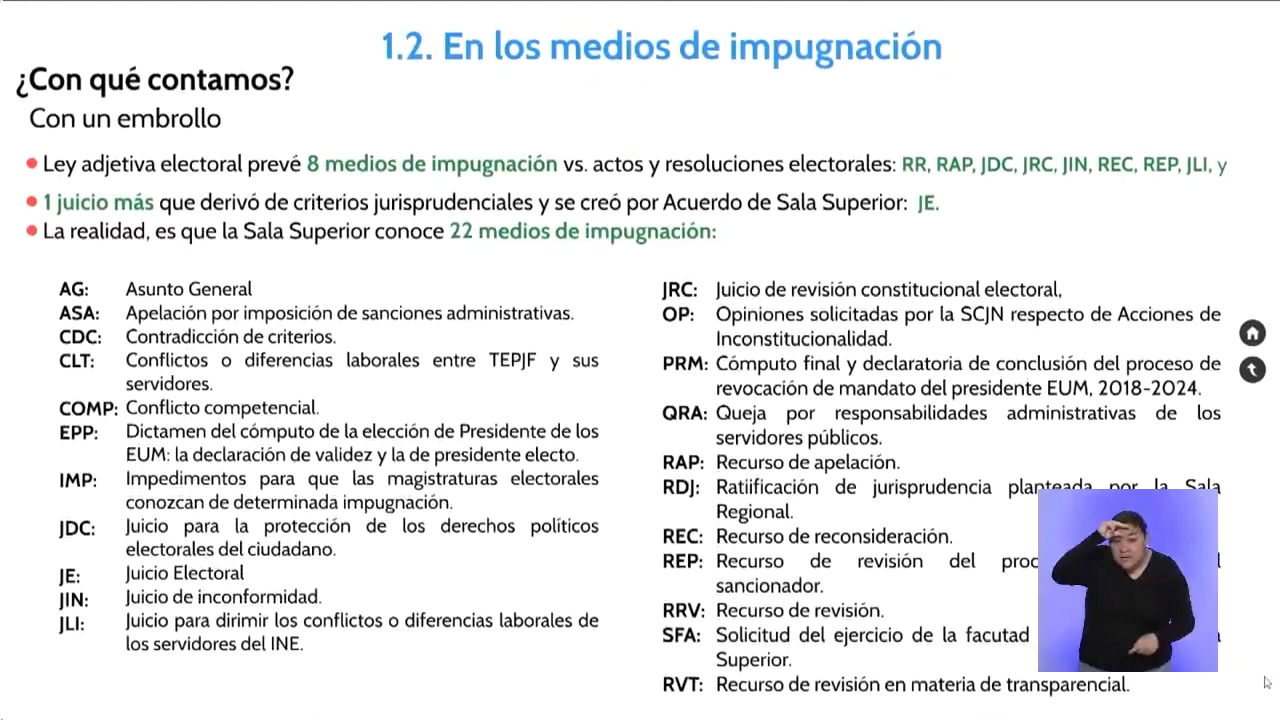 1.2. En los medios de impugnación
¿Con qué contamos?
Con un embrollo
Ley adjetiva electoral prevé 8 medios de impugnación vs. actos y resoluciones electorales: RR, RAP, JDC, JRC, JIN, REC, REP, JLI, y
1 juicio más que derivó de criterios jurisprudenciales y se creó por Acuerdo de Sala Superior: JE.
La realidad, es que la Sala Superior conoce 22 medios de impugnación:
AG: Asunto General
ASA: Apelación por imposición de sanciones administrativas.
CDC: Contradicción de criterios.
CLT: Conflictos o diferencias laborales entre TEPJF y sus
servidores.
COMP: Conflicto competencial.
EPP: Dictamen del cómputo de la elección de Presidente de los
EUM: la declaración de validez y la de presidente electo.
IMP: Impedimentos para que las magistraturas electorales
conozcan de determinada impugnación.
JDC: Juicio para la protección de los derechos políticos
electorales del ciudadano.
JE: Juicio Electoral
JIN: Juicio de inconformidad.
JLI: Juicio para dirimir los conflictos o diferencias laborales de
los servidores del INE.
JRC: Juicio de revisión constitucional electoral,
OP: Opiniones solicitadas por la SCJN respecto de Acciones de
Inconstitucionalidad.
PRM: Cómputo final y declaratoria de conclusión del proceso de
revocación de mandato del presidente EUM, 2018-2024.
QRA: Queja por responsabilidades administrativas de los
servidores públicos.
RAP: Recurso de apelación.
RDJ: Ratiificación de jurisprudencia planteada por la Sala
Regional.
REC: Recurso de reconsideración.
REP: Recurso de revisión del
sancionador.
RRV: Recurso de revisión.
SFA: Solicitud del ejercicio de la facutad
Superior.
RVT: Recurso de revisión en materia de transparencial.